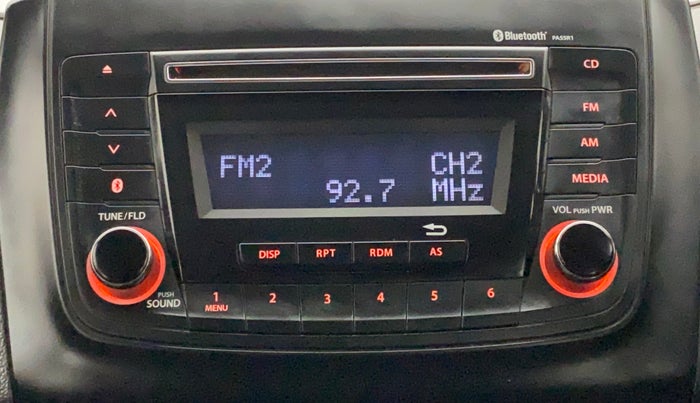 Bluetooth PA5SR1
CD
FM
AM
MEDIA
FM2 CH2
92.7 MHz
TUNE/FLD
VOL PUSH PWR
DISP RPT RDM AS
PUSH SOUND
1 2 3 4 5 6
MENU